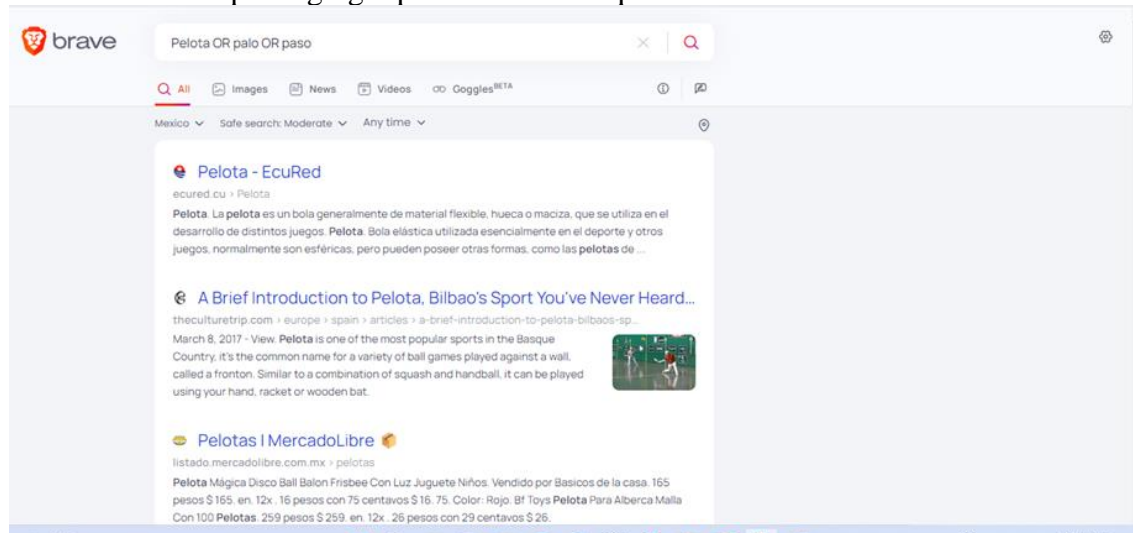 brave
Pelota OR palo OR paso
All Images News Videos Goggles BETA
Mexico Safe search: Moderate Any time
Pelota - EcuRed
ecured.cu › Pelota
Pelota. La pelota es un bola generalmente de material flexible, hueca o maciza, que se utiliza en el
desarrollo de distintos juegos. Pelota. Bola elástica utilizada esencialmente en el deporte y otros
juegos, normalmente son esféricas, pero pueden poseer otras formas, como las pelotas de ...
A Brief Introduction to Pelota, Bilbao's Sport You've Never Heard...
theculturetrip.com › europe › spain › articles › a-brief-introduction-to-pelota-bilbaos-sp...
March 8, 2017 - View. Pelota is one of the most popular sports in the Basque
Country, it's the common name for a variety of ball games played against a wall,
called a fronton. Similar to a combination of squash and handball, it can be played
using your hand, racket or wooden bat.
Pelotas | MercadoLibre
listado.mercadolibre.com.mx › pelotas
Pelota Mágica Disco Ball Balon Frisbee Con Luz Juguete Niños. Vendido por Basicos de la casa. 165
pesos $ 165. en. 12x . 16 pesos con 75 centavos $ 16. 75. Color: Rojo. Bf Toys Pelota Para Alberca Malla
Con 100 Pelotas. 259 pesos $ 259. en. 12x . 26 pesos con 29 centavos $ 26.